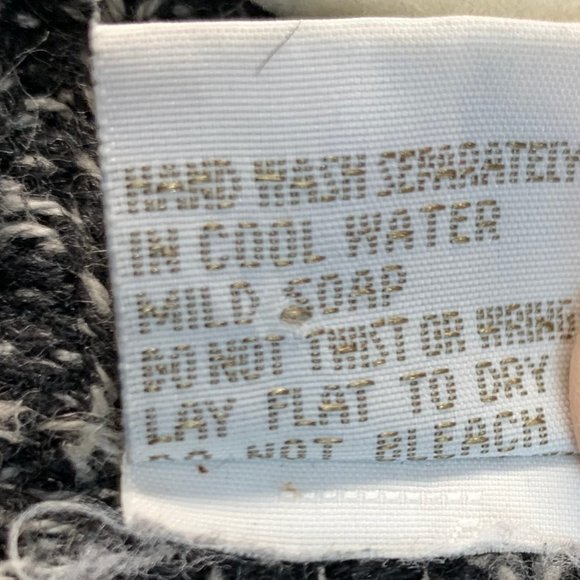 HAND WASH SEPARATELY
IN COOL WATER
MILD SOAP
DO NOT TWIST OR WRING
LAY FLAT TO DRY
DO NOT BLEACH